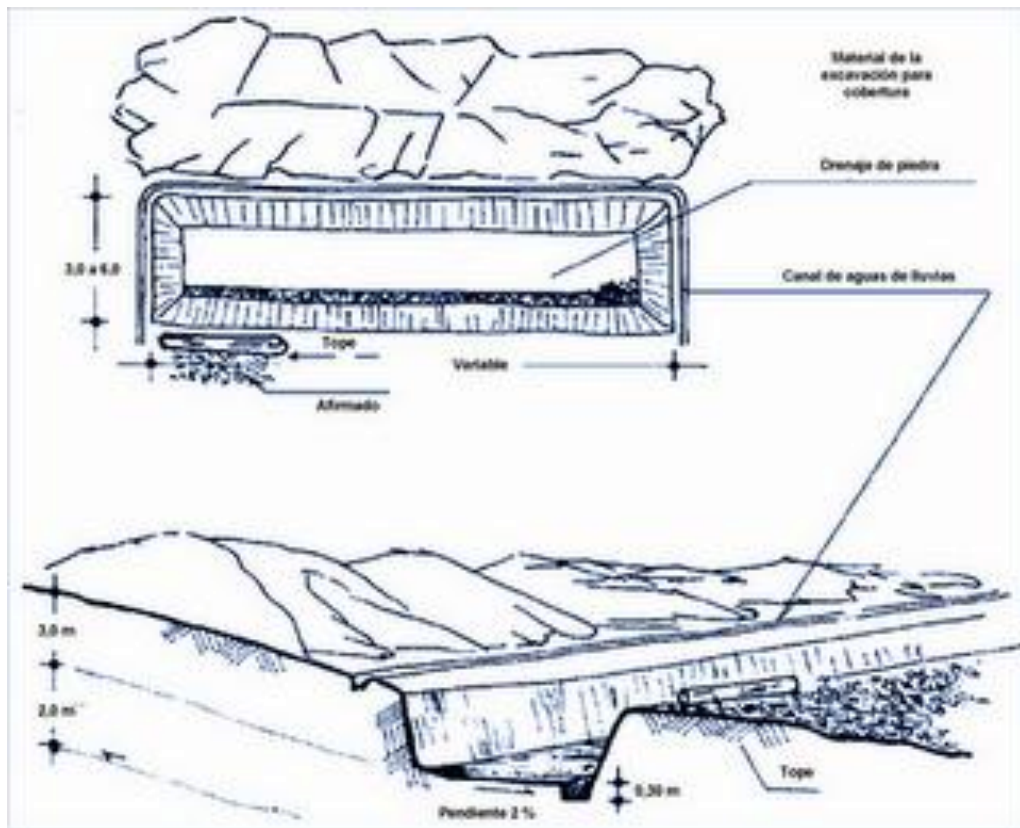 Material de la
excavación para
cobertura
Drenaje de piedra
3,0 a 6,0
Canal de aguas de lluvias
Tope
Variable
Afirmado
3,0 m
2,0 m
Tope
0,30 m
Pendiente 2 %